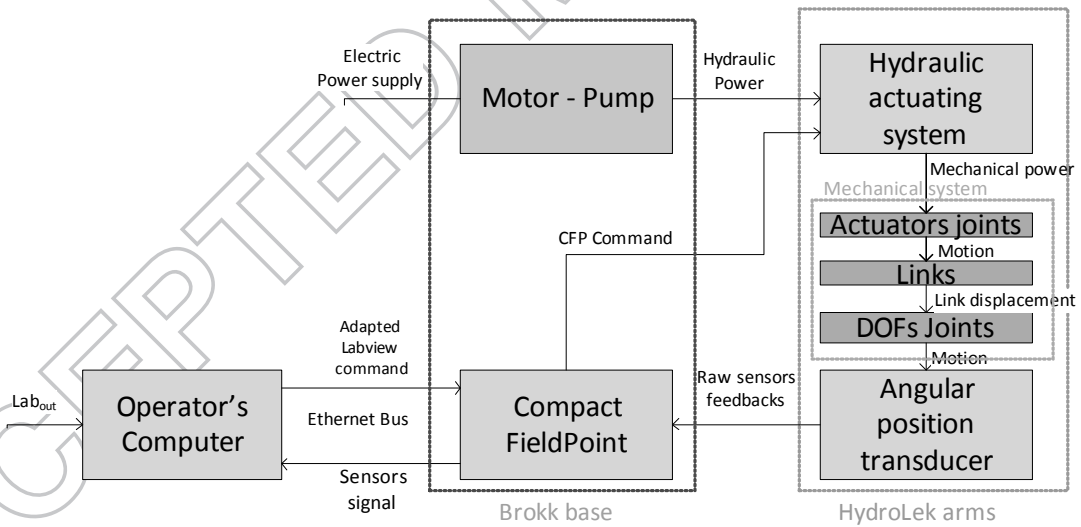 Electric
Power supply
Motor - Pump
Hydraulic
Power
Hydraulic
actuating
system
Mechanical power
Mechanical system
Actuators joints
Motion
Links
Link displacement
DOFs Joints
Motion
CFP Command
Adapted
Labview
command
Lab_out
Operator's
Computer
Ethernet Bus
Sensors
signal
Compact
FieldPoint
Raw sensors
feedbacks
Angular
position
transducer
Brokk base
HydroLek arms
CEPTED